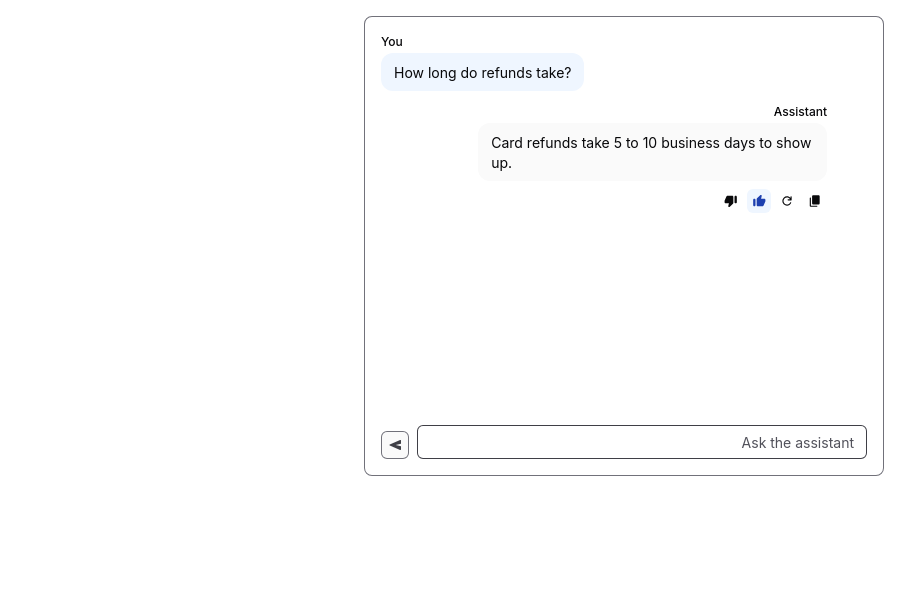 You
How long do refunds take?
Assistant
Card refunds take 5 to 10 business days to show
up.
Ask the assistant